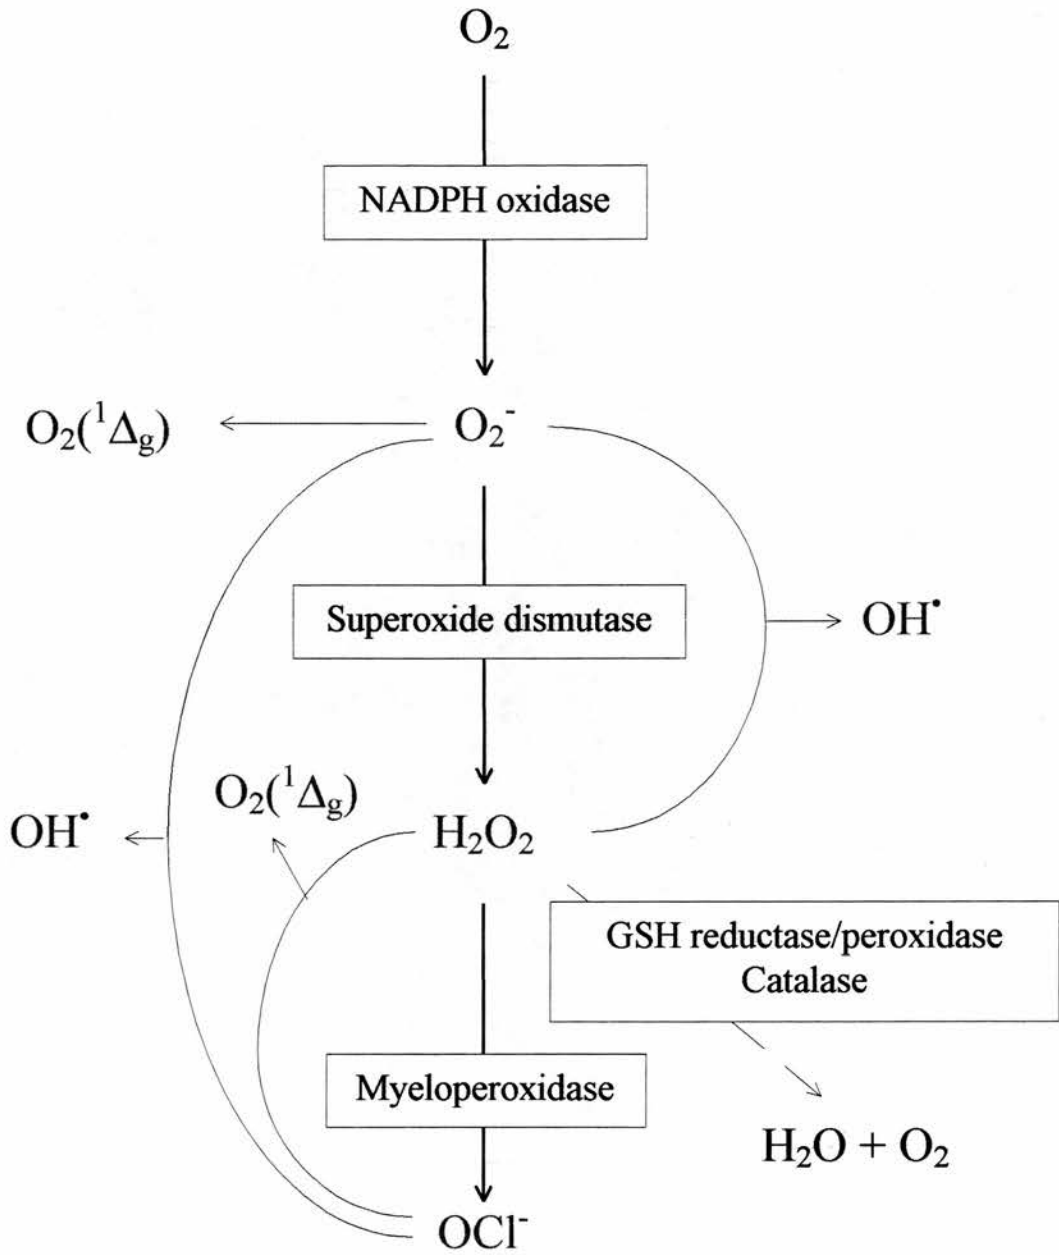 O₂
NADPH oxidase
O₂(¹Δg)
O₂⁻
Superoxide dismutase
OH•
O₂(¹Δg)
OH•
H₂O₂
GSH reductase/peroxidase
Catalase
Myeloperoxidase
H₂O + O₂
OCl⁻